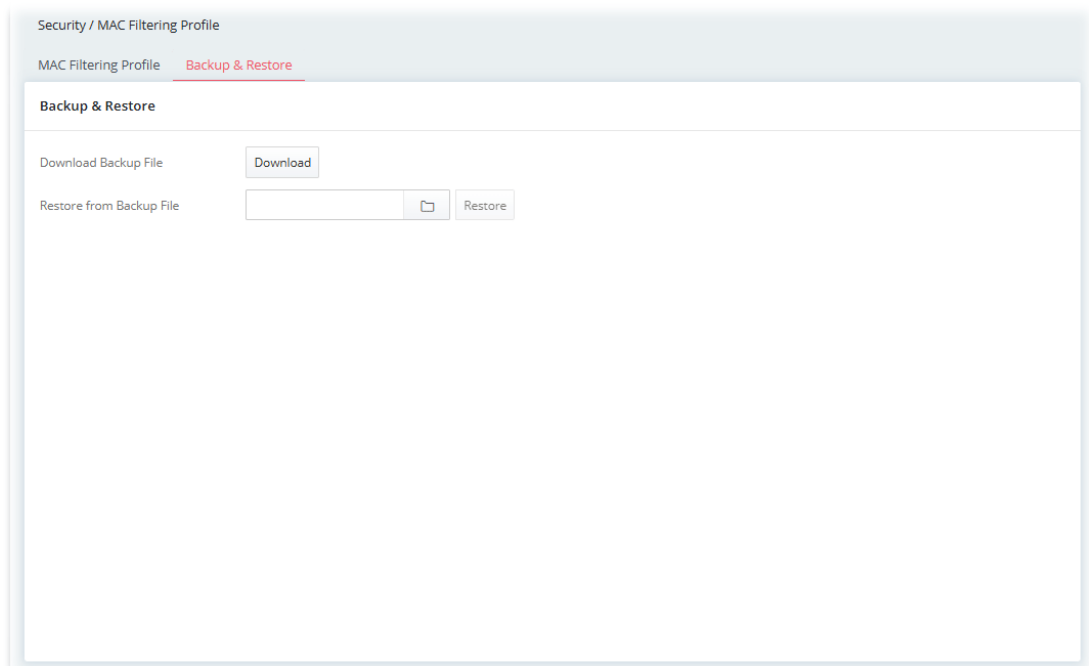 Security / MAC Filtering Profile
MAC Filtering Profile Backup & Restore
Backup & Restore
Download Backup File Download
Restore from Backup File Restore